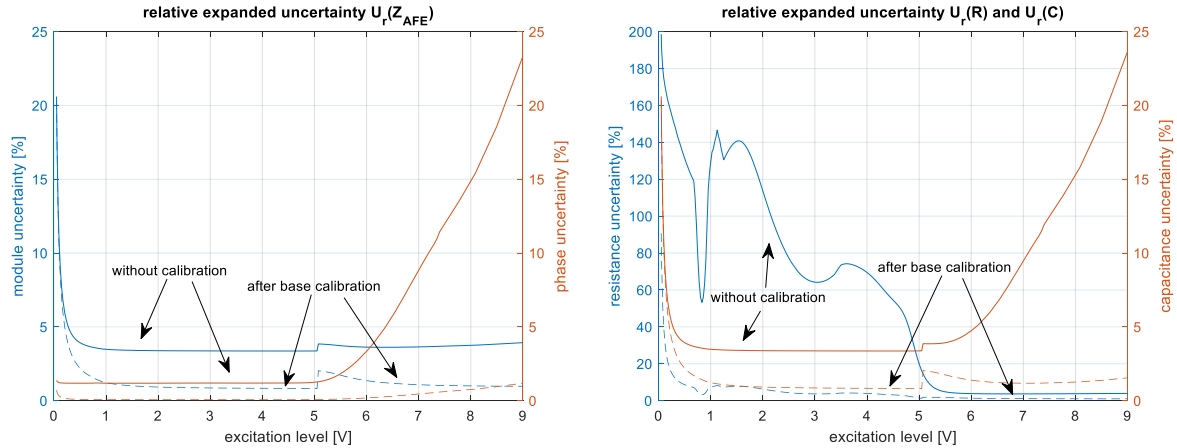 relative expanded uncertainty U_r(Z_AFE)
25
20
15
10
5
0
module uncertainty [%]
25
20
15
10
5
0
phase uncertainty [%]
without calibration
after base calibration
0 1 2 3 4 5 6 7 8 9
excitation level [V]
relative expanded uncertainty U_r(R) and U_r(C)
200
180
160
140
120
100
80
60
40
20
0
resistance uncertainty [%]
25
20
15
10
5
0
capacitance uncertainty [%]
after base calibration
without calibration
0 1 2 3 4 5 6 7 8 9
excitation level [V]